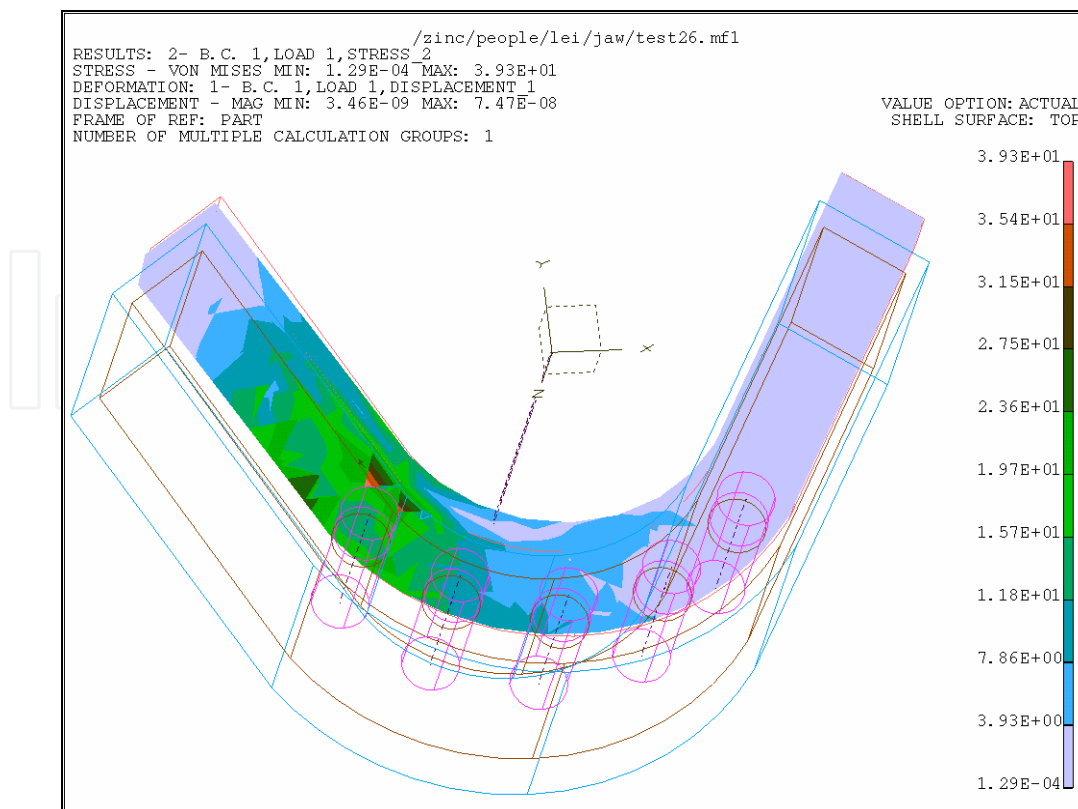 /zinc/people/lei/jaw/test26.mf1
RESULTS: 2- B.C. 1,LOAD 1,STRESS_2
STRESS - VON MISES MIN: 1.29E-04 MAX: 3.93E+01
DEFORMATION: 1- B.C. 1,LOAD 1,DISPLACEMENT_1
DISPLACEMENT - MAG MIN: 3.46E-09 MAX: 7.47E-08
FRAME OF REF: PART
NUMBER OF MULTIPLE CALCULATION GROUPS: 1
VALUE OPTION: ACTUAL
SHELL SURFACE: TOP
3.93E+01
3.54E+01
3.15E+01
2.75E+01
2.36E+01
1.97E+01
1.57E+01
1.18E+01
7.86E+00
3.93E+00
1.29E-04
Y
X
Z